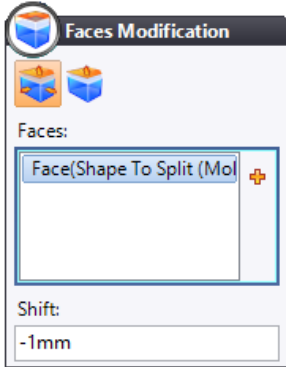 Faces Modification
Faces:
Face(Shape To Split (Mol
Shift:
-1mm